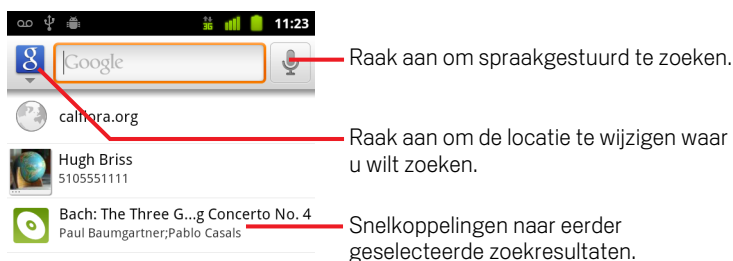 3G 11:23
g Google
Raak aan om spraakgestuurd te zoeken.
calflora.org
Raak aan om de locatie te wijzigen waar
u wilt zoeken.
Hugh Briss
5105551111
Bach: The Three G...g Concerto No. 4
Paul Baumgartner;Pablo Casals
Snelkoppelingen naar eerder
geselecteerde zoekresultaten.